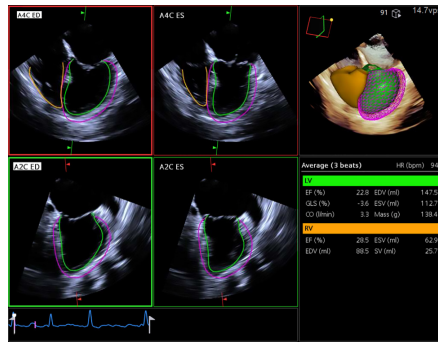 A4C ED
A4C ES
91
14.7vp
A2C ED
A2C ES
Average (3 beats) HR (bpm) 94
LV
EF (%) 22.8 EDV (ml) 147.5
GLS (%) -3.6 ESV (ml) 112.7
CO (l/min) 3.3 Mass (g) 138.4
RV
EF (%) 28.5 ESV (ml) 62.9
EDV (ml) 88.5 SV (ml) 25.7